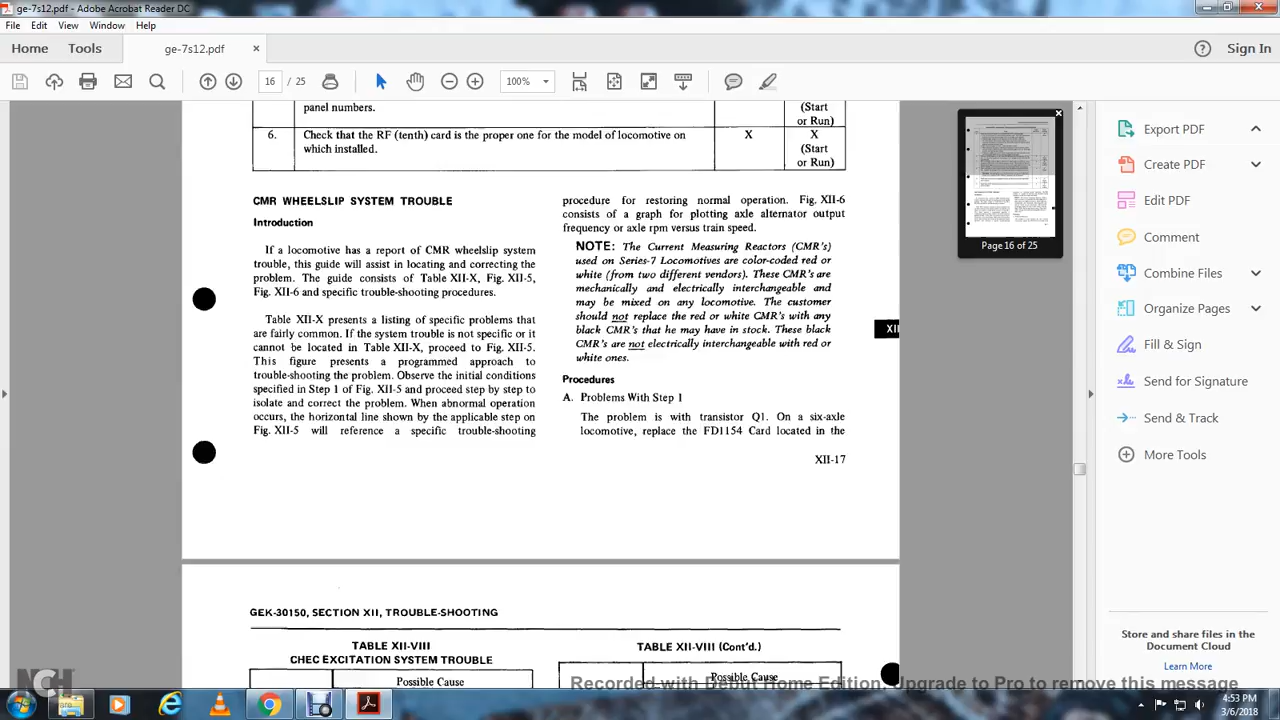 ge-7s12.pdf - Adobe Acrobat Reader DC
File Edit View Window Help
Home Tools ge-7s12.pdf × ? Sign In
16 / 25 100%
panel numbers. (Start
or Run)
6. Check that the RF (tenth) card is the proper one for the model of locomotive on X X
which installed. (Start
or Run)
CMR WHEELSLIP SYSTEM TROUBLE
Introduction
If a locomotive has a report of CMR wheelslip system
trouble, this guide will assist in locating and correcting the
problem. The guide consists of Table XII-X, Fig. XII-5,
Fig. XII-6 and specific trouble-shooting procedures.
Table XII-X presents a listing of specific problems that
are fairly common. If the system trouble is not specific or it
cannot be located in Table XII-X, proceed to Fig. XII-5.
This figure presents a programmed approach to
trouble-shooting the problem. Observe the initial conditions
specified in Step 1 of Fig. XII-5 and proceed step by step to
isolate and correct the problem. When abnormal operation
occurs, the horizontal line shown by the applicable step on
Fig. XII-5 will reference a specific trouble-shooting
procedure for restoring normal operation. Fig. XII-6
consists of a graph for plotting axle alternator output
frequency or axle rpm versus train speed.
NOTE: The Current Measuring Reactors (CMR's)
used on Series-7 Locomotives are color-coded red or
white (from two different vendors). These CMR's are
mechanically and electrically interchangeable and
may be mixed on any locomotive. The customer
should not replace the red or white CMR's with any
black CMR's that he may have in stock. These black
CMR's are not electrically interchangeable with red or
white ones.
Procedures
A. Problems With Step 1
The problem is with transistor Q1. On a six-axle
locomotive, replace the FD1154 Card located in the
XII-17
XII
GEK-30150, SECTION XII, TROUBLE-SHOOTING
TABLE XII-VIII
CHEC EXCITATION SYSTEM TROUBLE
Possible Cause
TABLE XII-VIII (Cont'd.)
Possible Cause
Page 16 of 25
Export PDF
Create PDF
Edit PDF
Comment
Combine Files
Organize Pages
Fill & Sign
Send for Signature
Send & Track
More Tools
Store and share files in the
Document Cloud
Learn More
NCH
Recorded with Debut Home Edition. Upgrade to Pro to remove this message
4:53 PM
3/6/2018